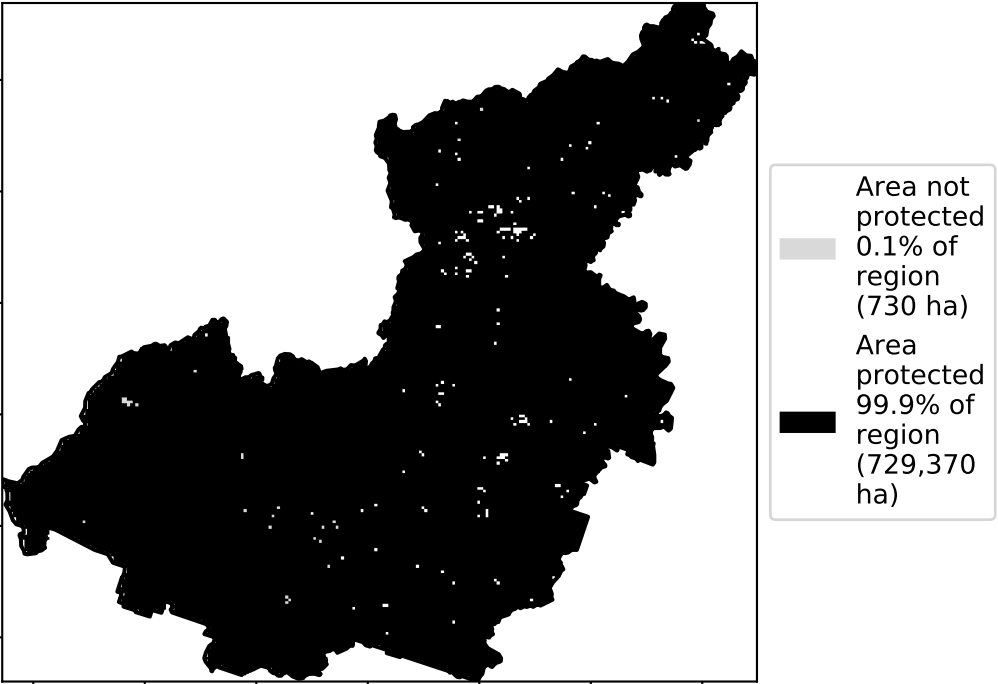 Area not
protected
0.1% of
region
(730 ha)
Area
protected
99.9% of
region
(729,370
ha)